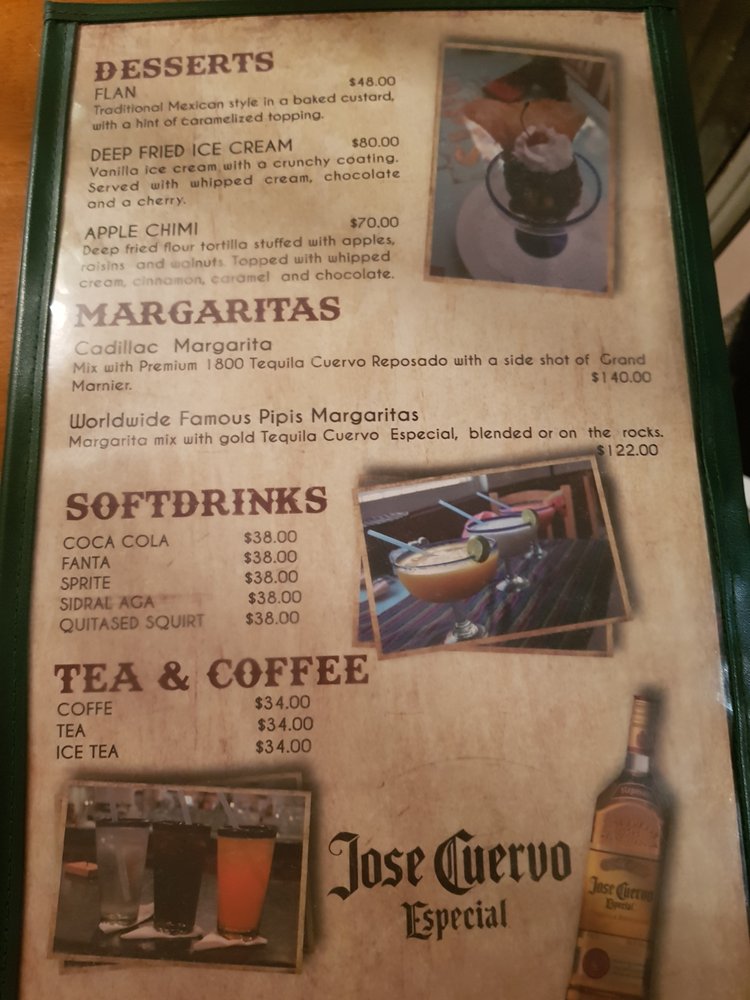 DESSERTS
FLAN $48.00
Traditional Mexican style in a baked custard,
with a hint of caramelized topping.
DEEP FRIED ICE CREAM $80.00
Vanilla ice cream with a crunchy coating.
Served with whipped cream, chocolate
and a cherry.
APPLE CHIMI $70.00
Deep fried flour tortilla stuffed with apples,
raisins and walnuts. Topped with whipped
cream, cinnamon, caramel and chocolate.
MARGARITAS
Cadillac Margarita
Mix with Premium 1800 Tequila Cuervo Reposado with a side shot of Grand
Marnier. $140.00
Worldwide Famous Pipis Margaritas
Margarita mix with gold Tequila Cuervo Especial, blended or on the rocks.
$122.00
SOFTDRINKS
COCA COLA $38.00
FANTA $38.00
SPRITE $38.00
SIDRAL AGA $38.00
QUITASED SQUIRT $38.00
TEA & COFFEE
COFFE $34.00
TEA $34.00
ICE TEA $34.00
Jose Cuervo
Especial
Jose Cuervo
Especial